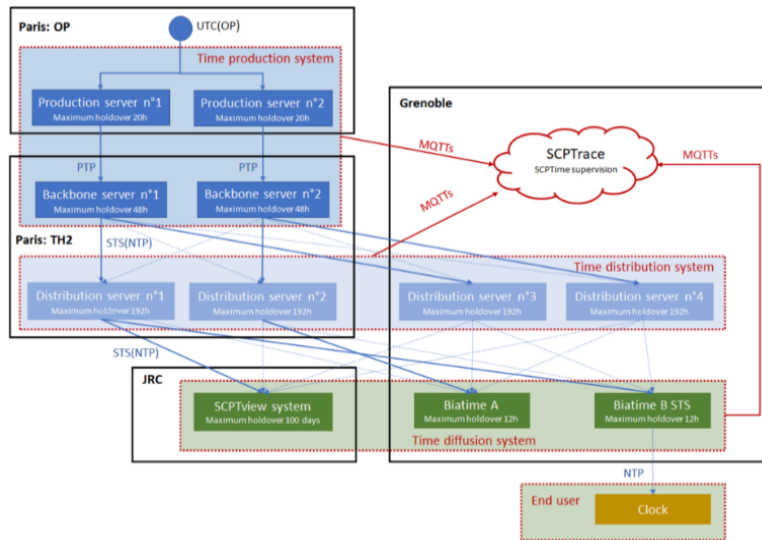 Paris: OP
UTC(OP)
Time production system
Production server n°1
Maximum holdover 20h
Production server n°2
Maximum holdover 20h
Grenoble
MQTTs
SCPTrace
SCPTime supervision
MQTTs
PTP
PTP
Backbone server n°1
Maximum holdover 48h
Backbone server n°2
Maximum holdover 48h
MQTTs
Paris: TH2
STS(NTP)
Time distribution system
Distribution server n°1
Maximum holdover 192h
Distribution server n°2
Maximum holdover 192h
Distribution server n°3
Maximum holdover 192h
Distribution server n°4
Maximum holdover 192h
STS(NTP)
JRC
SCPTview system
Maximum holdover 100 days
Biatime A
Maximum holdover 12h
Biatime B STS
Maximum holdover 12h
Time diffusion system
NTP
End user
Clock